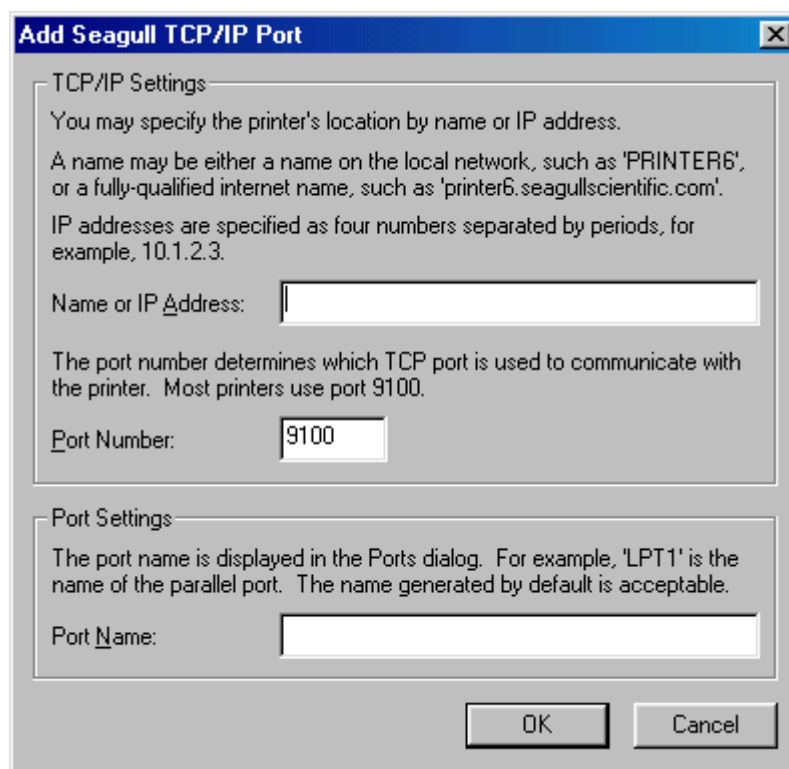 Add Seagull TCP/IP Port
TCP/IP Settings
You may specify the printer's location by name or IP address.
A name may be either a name on the local network, such as 'PRINTER6',
or a fully-qualified internet name, such as 'printer6.seagullscientific.com'.
IP addresses are specified as four numbers separated by periods, for
example, 10.1.2.3.
Name or IP Address:
The port number determines which TCP port is used to communicate with
the printer.  Most printers use port 9100.
Port Number: 9100
Port Settings
The port name is displayed in the Ports dialog.  For example, 'LPT1' is the
name of the parallel port.  The name generated by default is acceptable.
Port Name:
OK Cancel